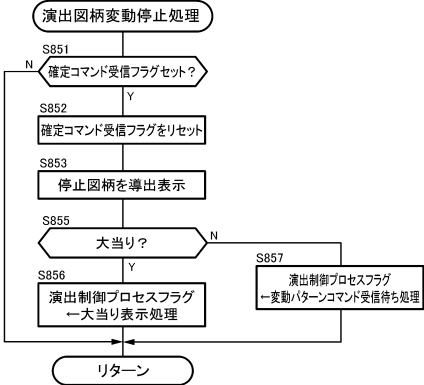 演出図柄変動停止処理
S851
確定コマンド受信フラグセット？
N
Y
S852
確定コマンド受信フラグをリセット
S853
停止図柄を導出表示
S855
大当り？
N
Y
S856
演出制御プロセスフラグ
←大当り表示処理
S857
演出制御プロセスフラグ
←変動パターンコマンド受信待ち処理
リターン